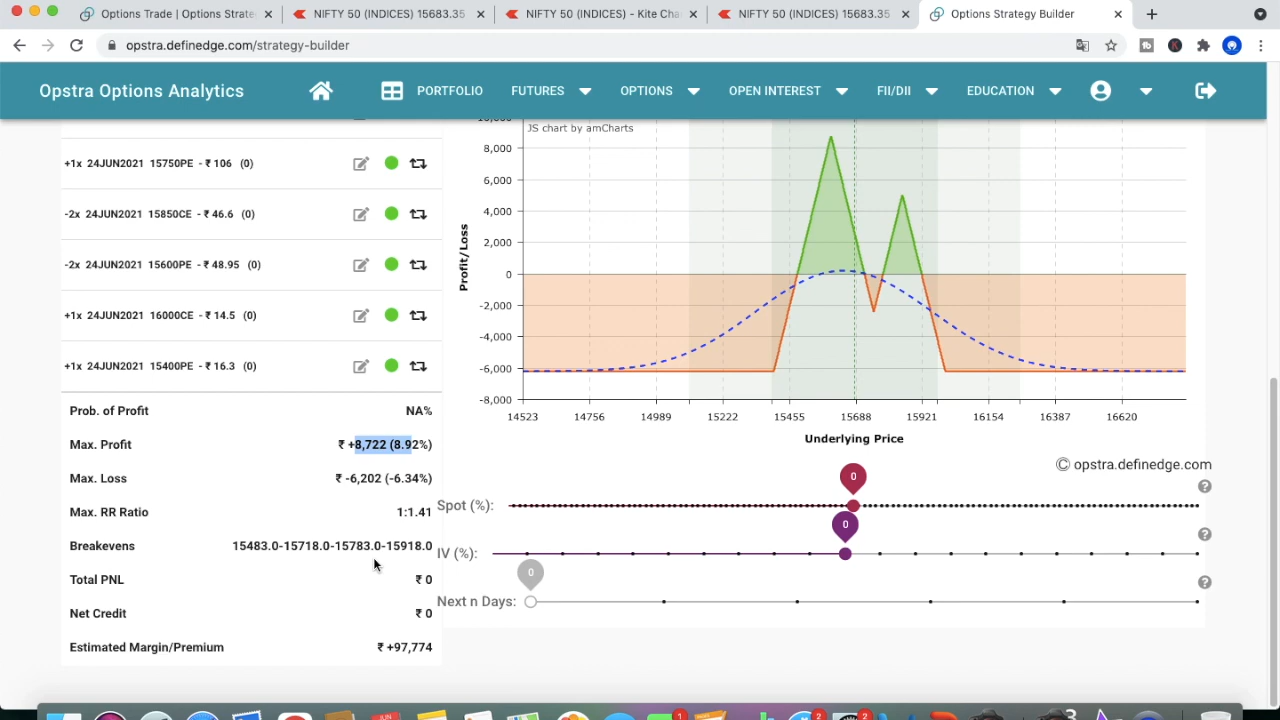 Options Trade | Options Strate
NIFTY 50 (INDICES) 15683.35
NIFTY 50 (INDICES) - Kite Cha
NIFTY 50 (INDICES) 15683.35
Options Strategy Builder
opstra.definedge.com/strategy-builder
Opstra Options Analytics
PORTFOLIO
FUTURES
OPTIONS
OPEN INTEREST
FII/DII
EDUCATION
+1x 24JUN2021 15750PE - ₹ 106 (0)
-2x 24JUN2021 15850CE - ₹ 46.6 (0)
-2x 24JUN2021 15600PE - ₹ 48.95 (0)
+1x 24JUN2021 16000CE - ₹ 14.5 (0)
+1x 24JUN2021 15400PE - ₹ 16.3 (0)
Prob. of Profit NA%
Max. Profit ₹ +8,722 (8.92%)
Max. Loss ₹ -6,202 (-6.34%)
Max. RR Ratio 1:1.41
Breakevens 15483.0-15718.0-15783.0-15918.0
Total PNL ₹ 0
Net Credit ₹ 0
Estimated Margin/Premium ₹ +97,774
JS chart by amCharts
Profit/Loss
8,000
6,000
4,000
2,000
0
-2,000
-4,000
-6,000
-8,000
14523 14756 14989 15222 15455 15688 15921 16154 16387 16620
Underlying Price
© opstra.definedge.com
0
Spot (%):
0
IV (%):
0
Next n Days: